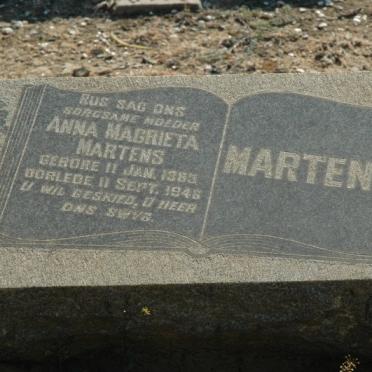 RUS SAG ONS
SORGSAME MOEDER
ANNA MAGRIETA
MARTENS
GEBORE 11 JAN. 1885
OORLEDE 11 SEPT. 1946
U WIL GESKIED, O HEER
ONS SWYG.
MARTEN